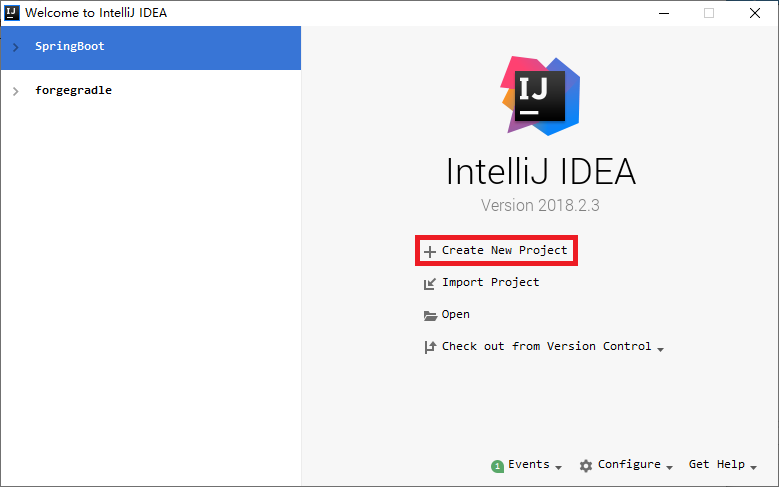 Welcome to IntelliJ IDEA
SpringBoot
forgegradle
IJ
IntelliJ IDEA
Version 2018.2.3
Create New Project
Import Project
Open
Check out from Version Control
1 Events
Configure
Get Help